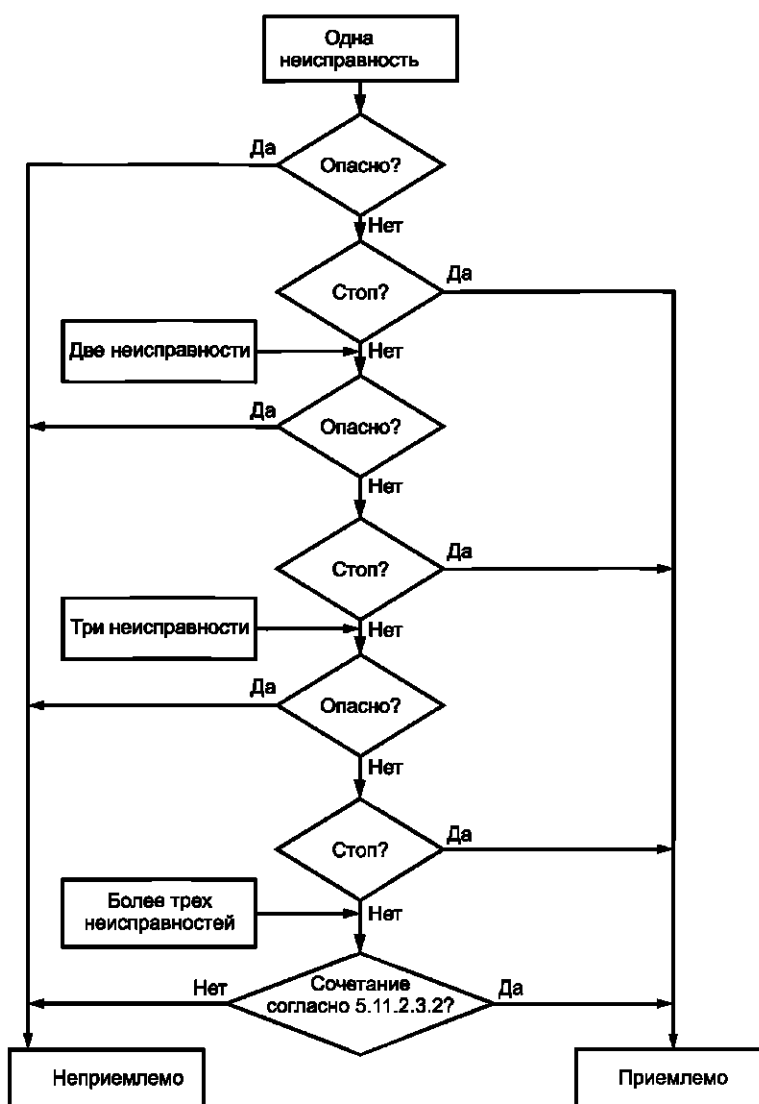 Одна
неисправность
Да
Опасно?
Нет
Да
Стоп?
Две неисправности
Нет
Да
Опасно?
Нет
Да
Стоп?
Три неисправности
Нет
Да
Опасно?
Нет
Да
Стоп?
Более трех
неисправностей
Нет
Нет
Сочетание
согласно 5.11.2.3.2?
Да
Неприемлемо
Приемлемо